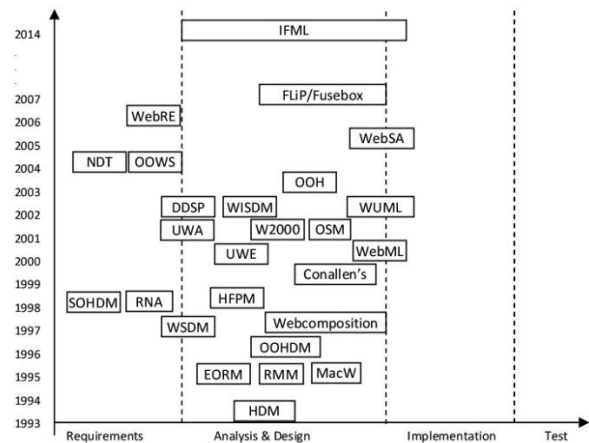 2014
IFML
.
.
.
2007
FLiP/Fusebox
2006
WebRE
2005
WebSA
2004
NDT OOWS
2003
OOH
2002
DDSP WISDM WUML
2001
UWA W2000 OSM
2000
UWE WebML
1999
Conallen's
1998
SOHDM RNA HFPM
1997
WSDM Webcomposition
1996
OOHDM
1995
EORM RMM MacW
1994
HDM
1993
Requirements Analysis & Design Implementation Test